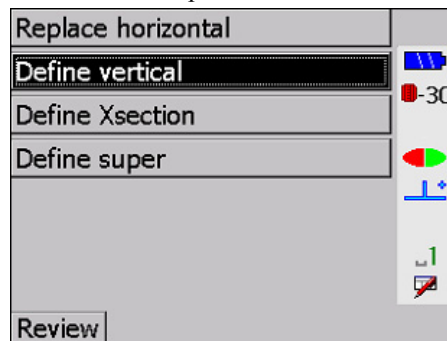 Replace horizontal
Define vertical
-30
Define Xsection
Define super
1
Review